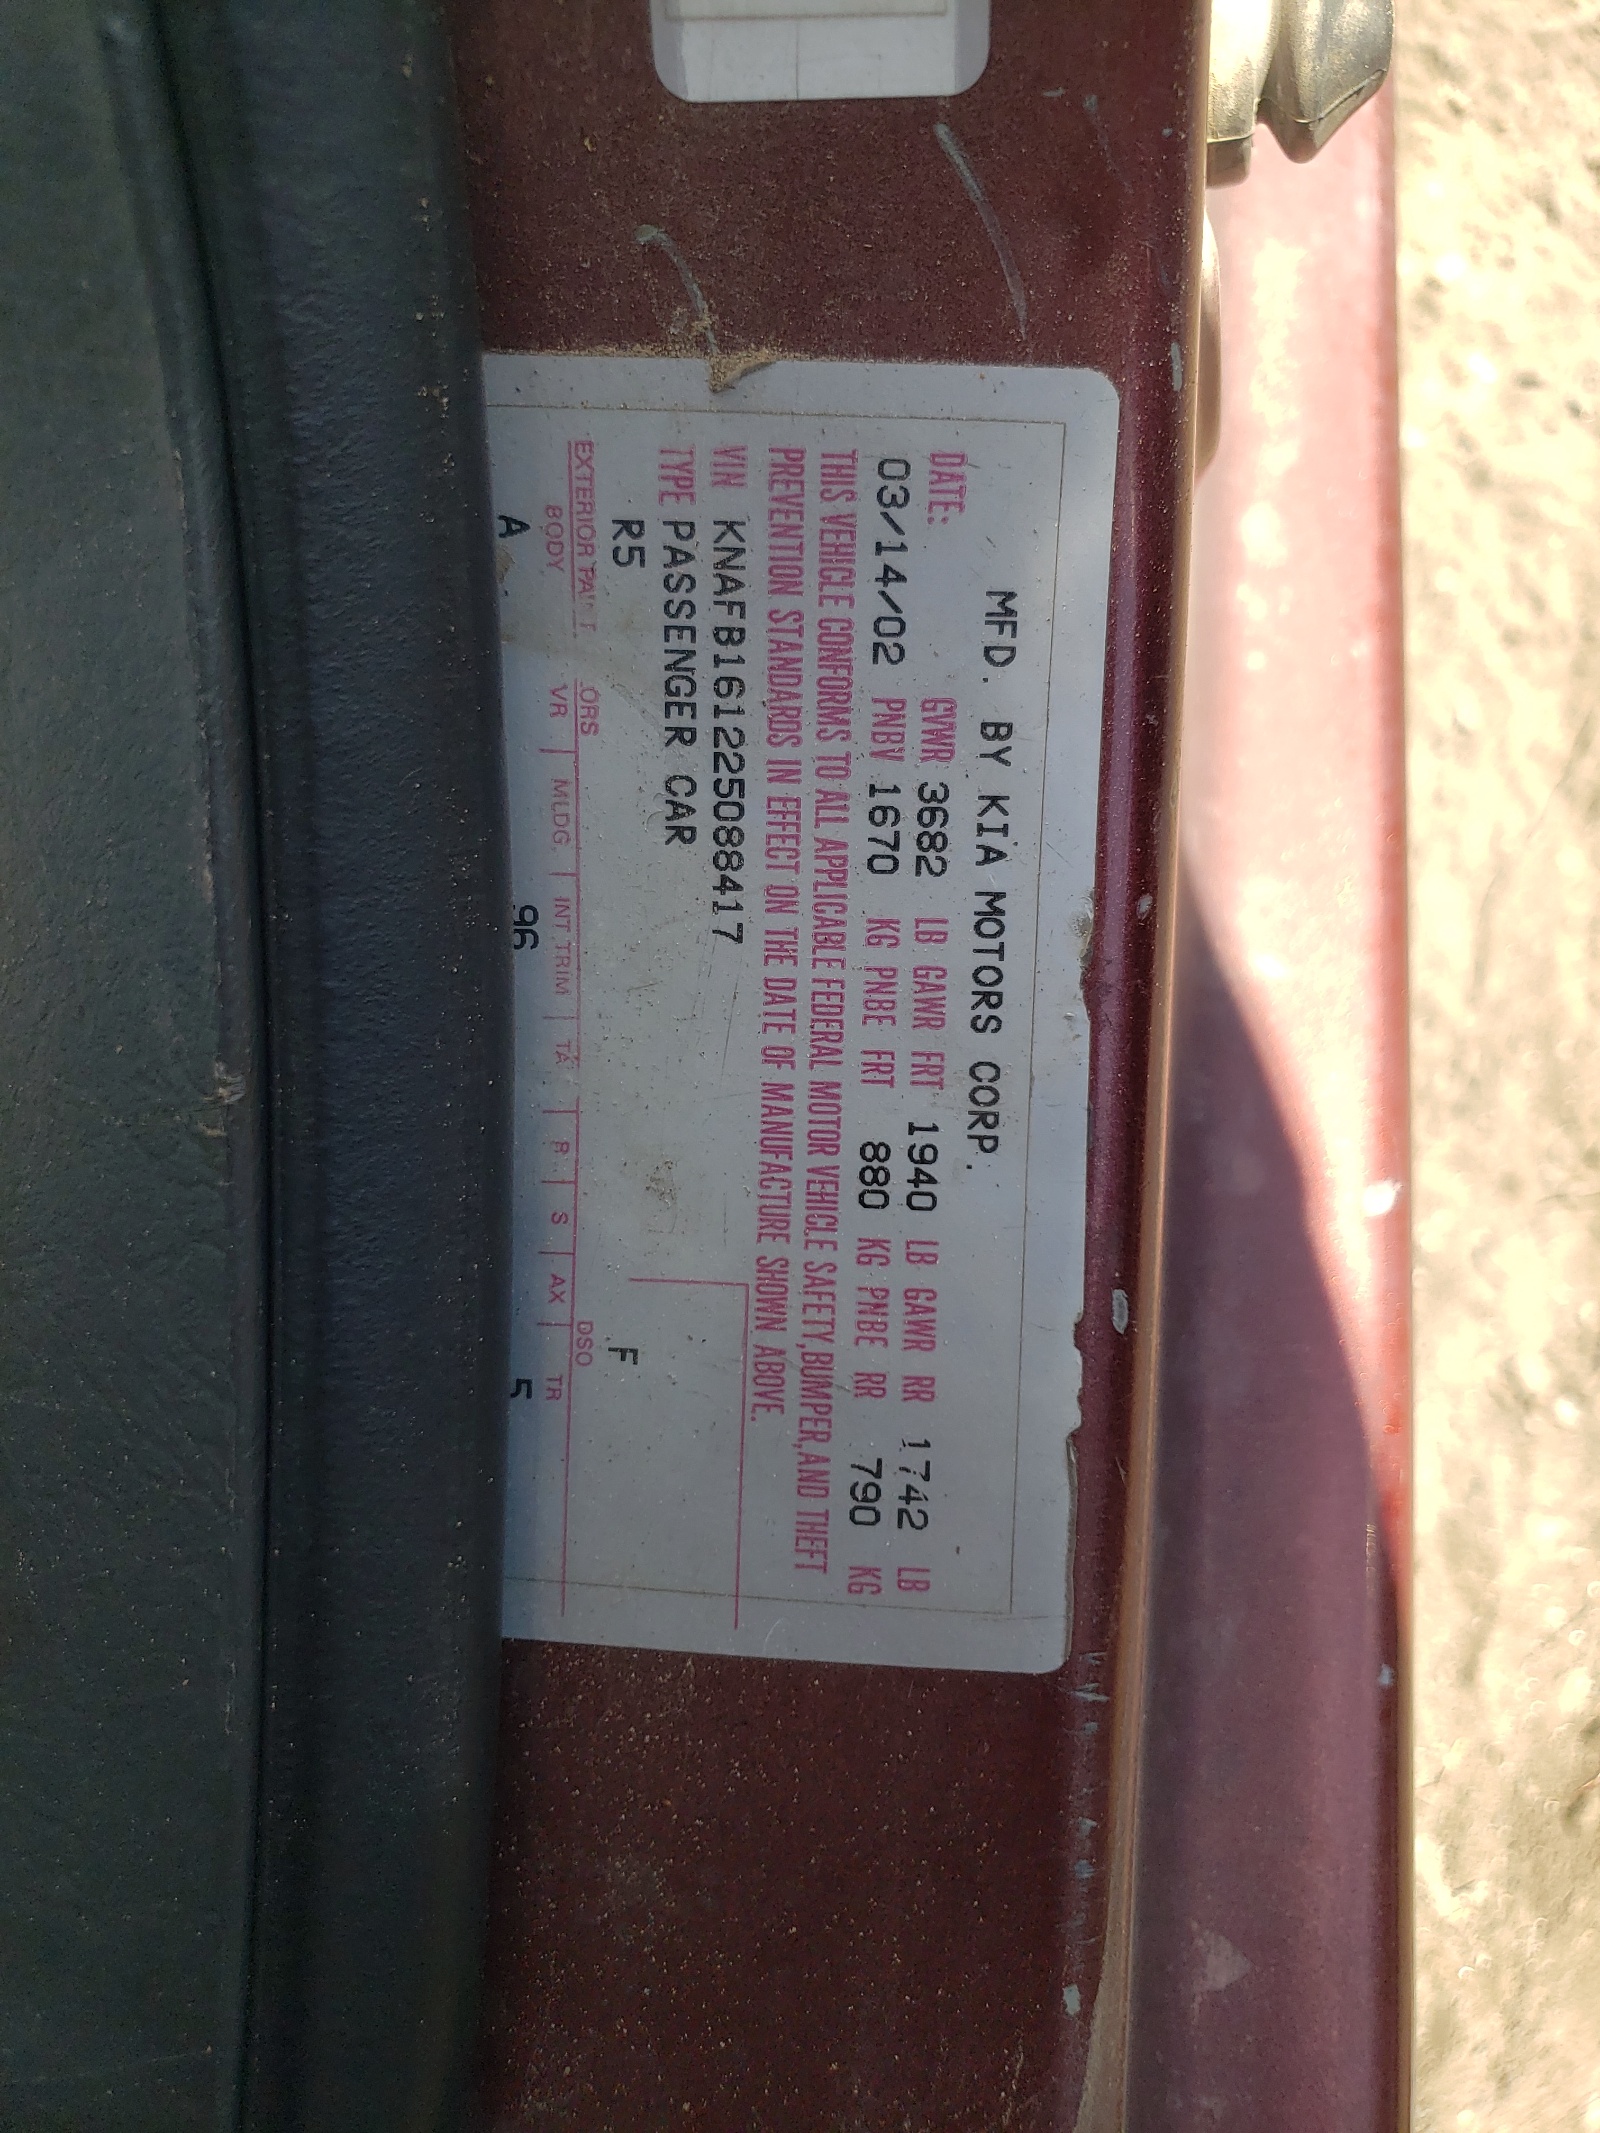 MFD. BY KIA MOTORS CORP.
DATE: GVWR 3682 LB GAWR FRT 1940 LB GAWR RR 1742 LB
03/14/02 PNBV 1670 KG PNBE FRT 880 KG PNBE RR 790 KG
THIS VEHICLE CONFORMS TO ALL APPLICABLE FEDERAL MOTOR VEHICLE SAFETY, BUMPER, AND THEFT
PREVENTION STANDARDS IN EFFECT ON THE DATE OF MANUFACTURE SHOWN ABOVE.
VIN KNAFB161225088417
TYPE PASSENGER CAR
R5 F
EXTERIOR DSO
BODY VR MLDG. INT TRIM B S AX TR
A 96 5